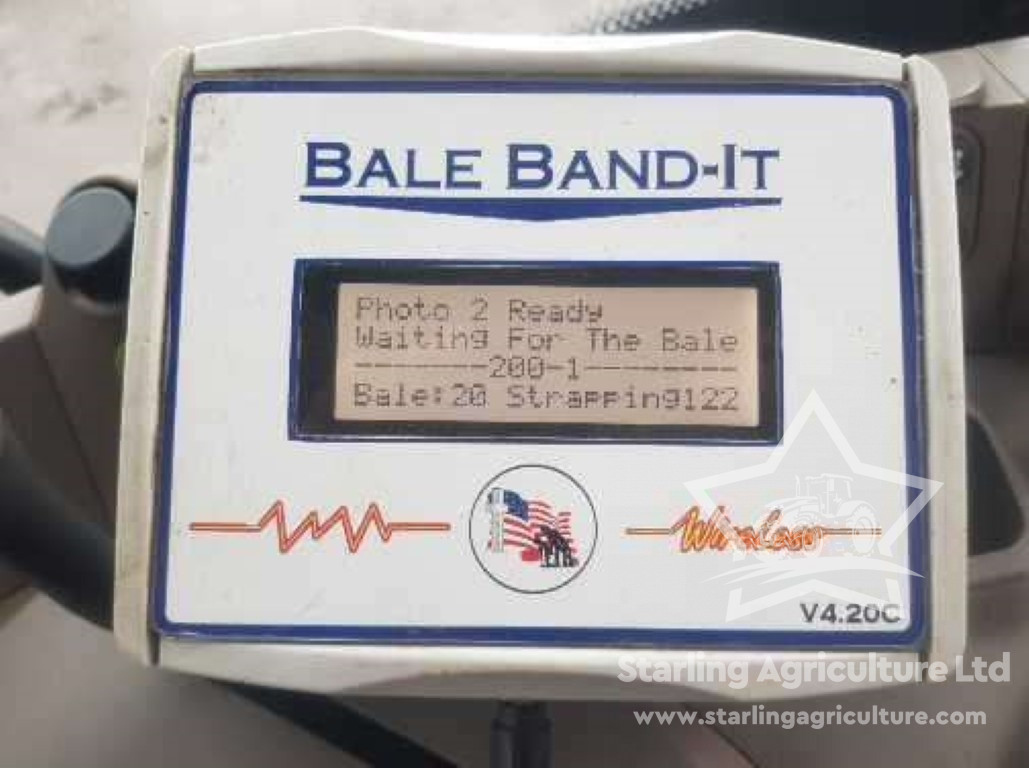 BALE BAND-IT
Photo 2 Ready
Waiting For The Bale
-------200-1--------
Bale:20 Strapping122
WireLess
V4.20C
Starling Agriculture Ltd
www.starlingagriculture.com